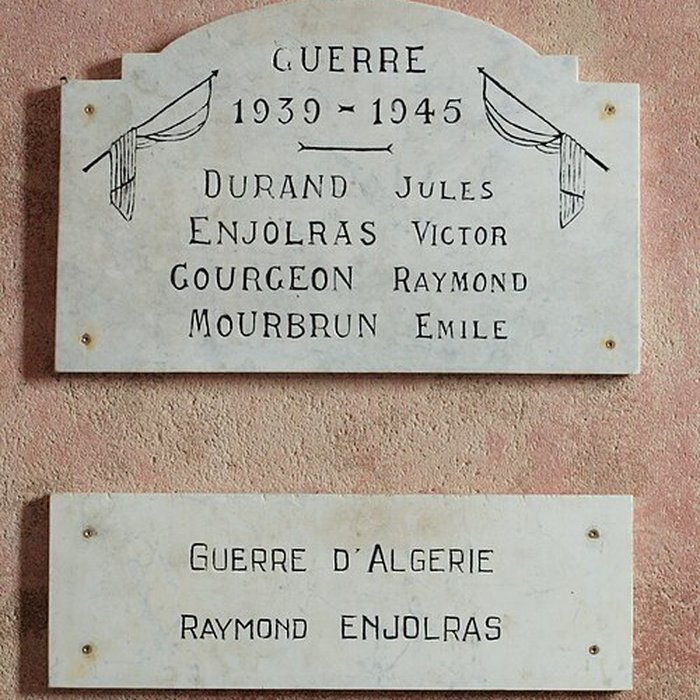 GUERRE
1939 - 1945
DURAND JULES
ENJOLRAS VICTOR
GOURGEON RAYMOND
MOURBRUN EMILE
GUERRE D'ALGERIE
RAYMOND ENJOLRAS